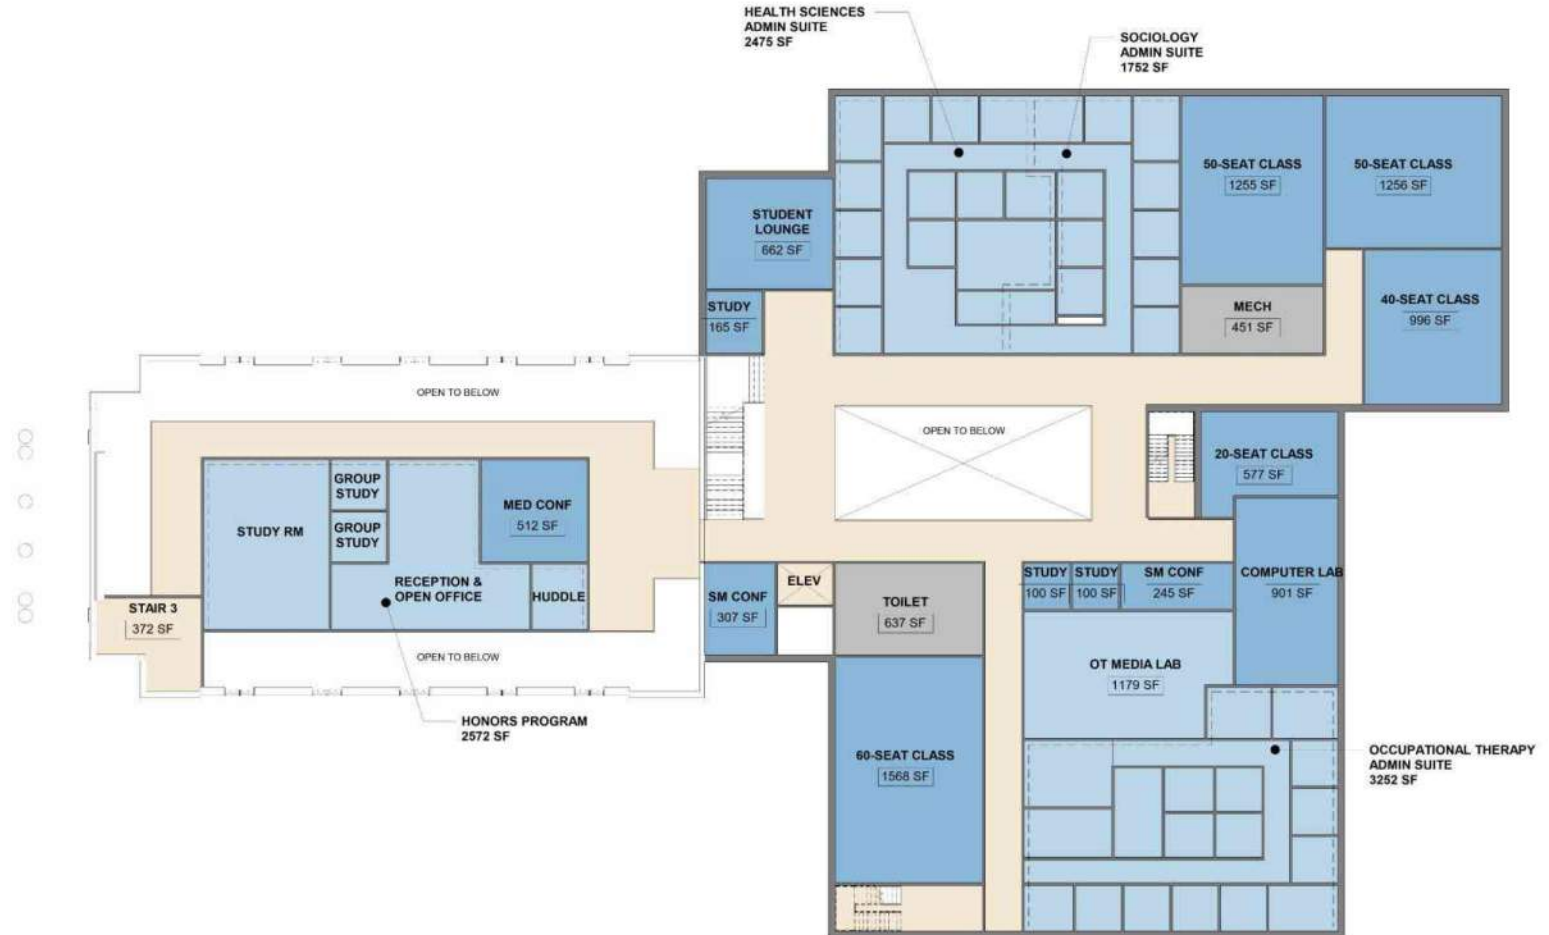 HEALTH SCIENCES
ADMIN SUITE
2475 SF
SOCIOLOGY
ADMIN SUITE
1752 SF
50-SEAT CLASS
1255 SF
50-SEAT CLASS
1256 SF
STUDENT
LOUNGE
662 SF
STUDY
165 SF
MECH
451 SF
40-SEAT CLASS
996 SF
OPEN TO BELOW
OPEN TO BELOW
20-SEAT CLASS
577 SF
GROUP
STUDY
GROUP
STUDY
STUDY RM
MED CONF
512 SF
RECEPTION &
OPEN OFFICE
HUDDLE
STAIR 3
372 SF
OPEN TO BELOW
HONORS PROGRAM
2572 SF
SM CONF
307 SF
ELEV
TOILET
637 SF
STUDY
100 SF
STUDY
100 SF
SM CONF
245 SF
COMPUTER LAB
901 SF
OT MEDIA LAB
1179 SF
60-SEAT CLASS
1568 SF
OCCUPATIONAL THERAPY
ADMIN SUITE
3252 SF